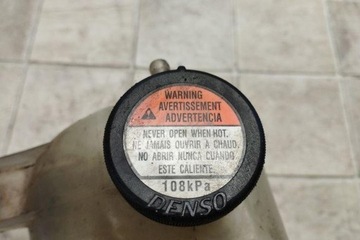 WARNING
AVERTISSEMENT
ADVERTENCIA
NEVER OPEN WHEN HOT.
NE JAMAIS OUVRIR À CHAUD.
NO ABRIR NUNCA CUANDO
ESTE CALIENTE.
108kPa
DENSO